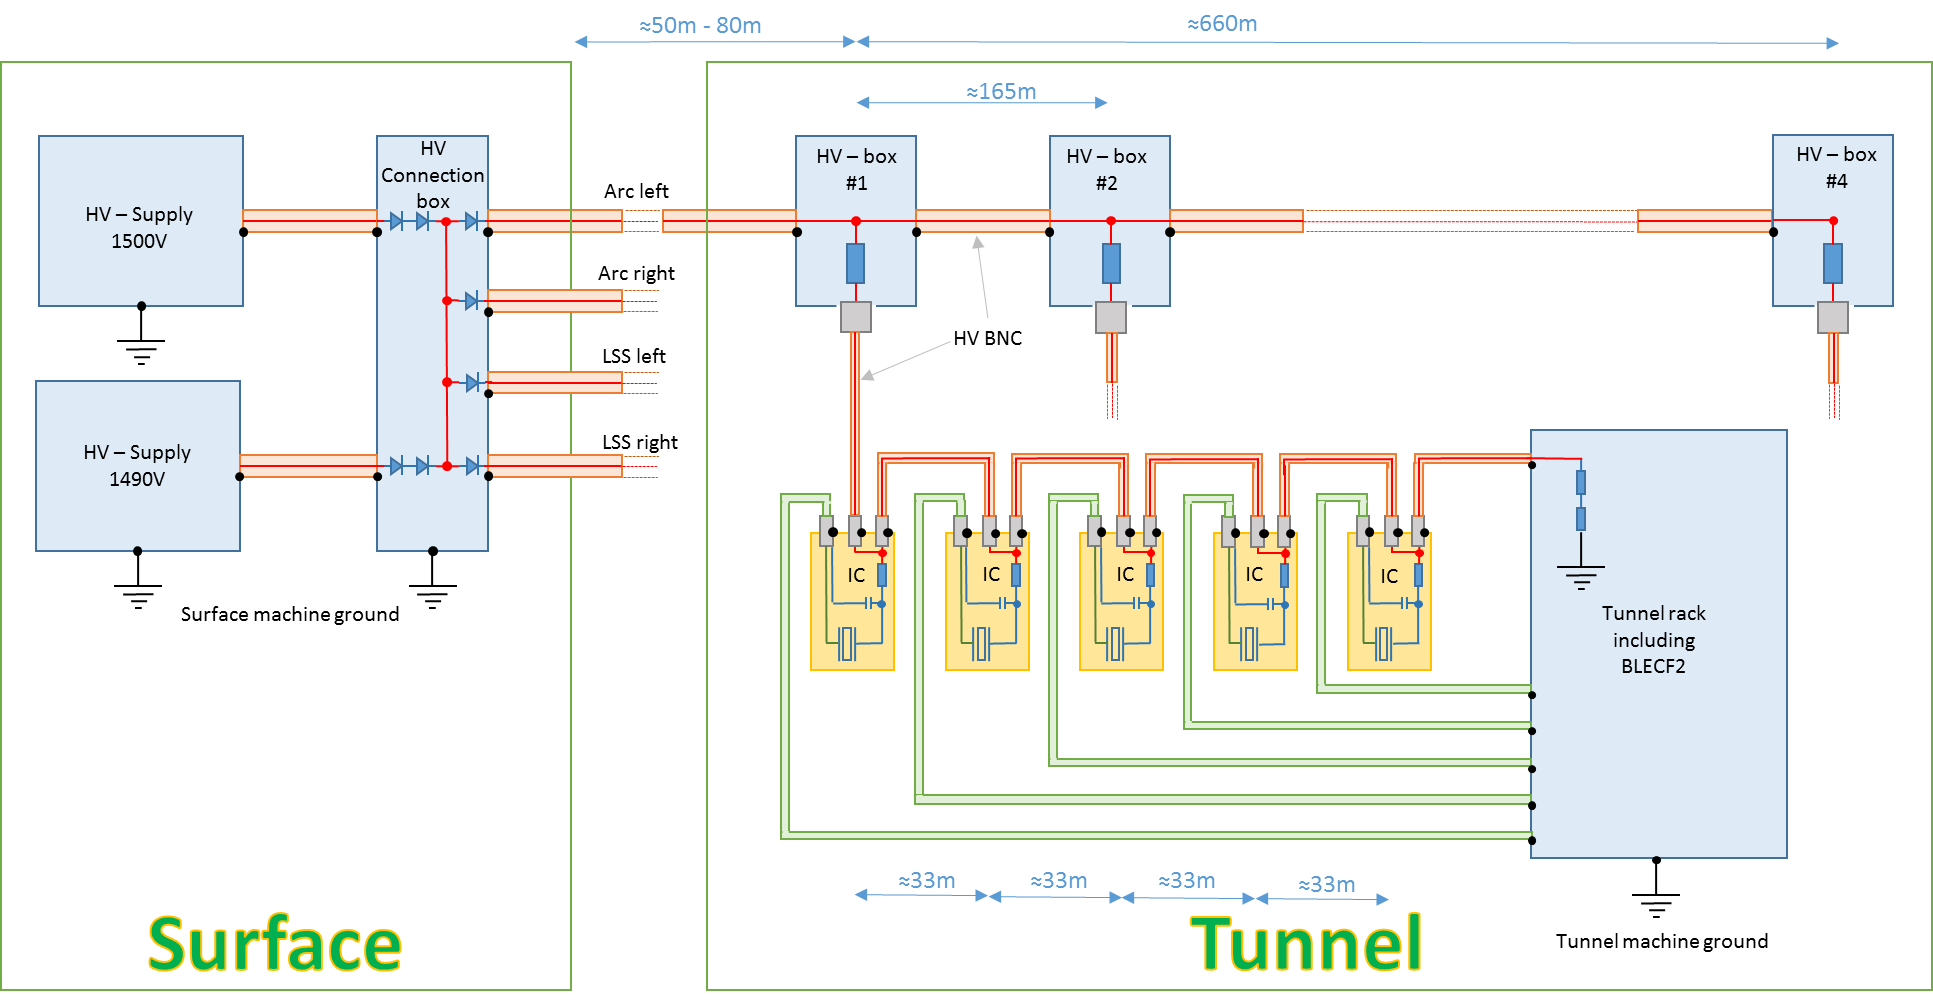 ≈50m - 80m
≈660m
≈165m
HV – Supply
1500V
HV
Connection
box
Arc left
HV – box
#1
HV – box
#2
HV – box
#4
Arc right
HV BNC
LSS left
LSS right
HV – Supply
1490V
IC
IC
IC
IC
IC
Surface machine ground
Tunnel rack
including
BLECF2
≈33m
≈33m
≈33m
≈33m
Surface
Tunnel
Tunnel machine ground